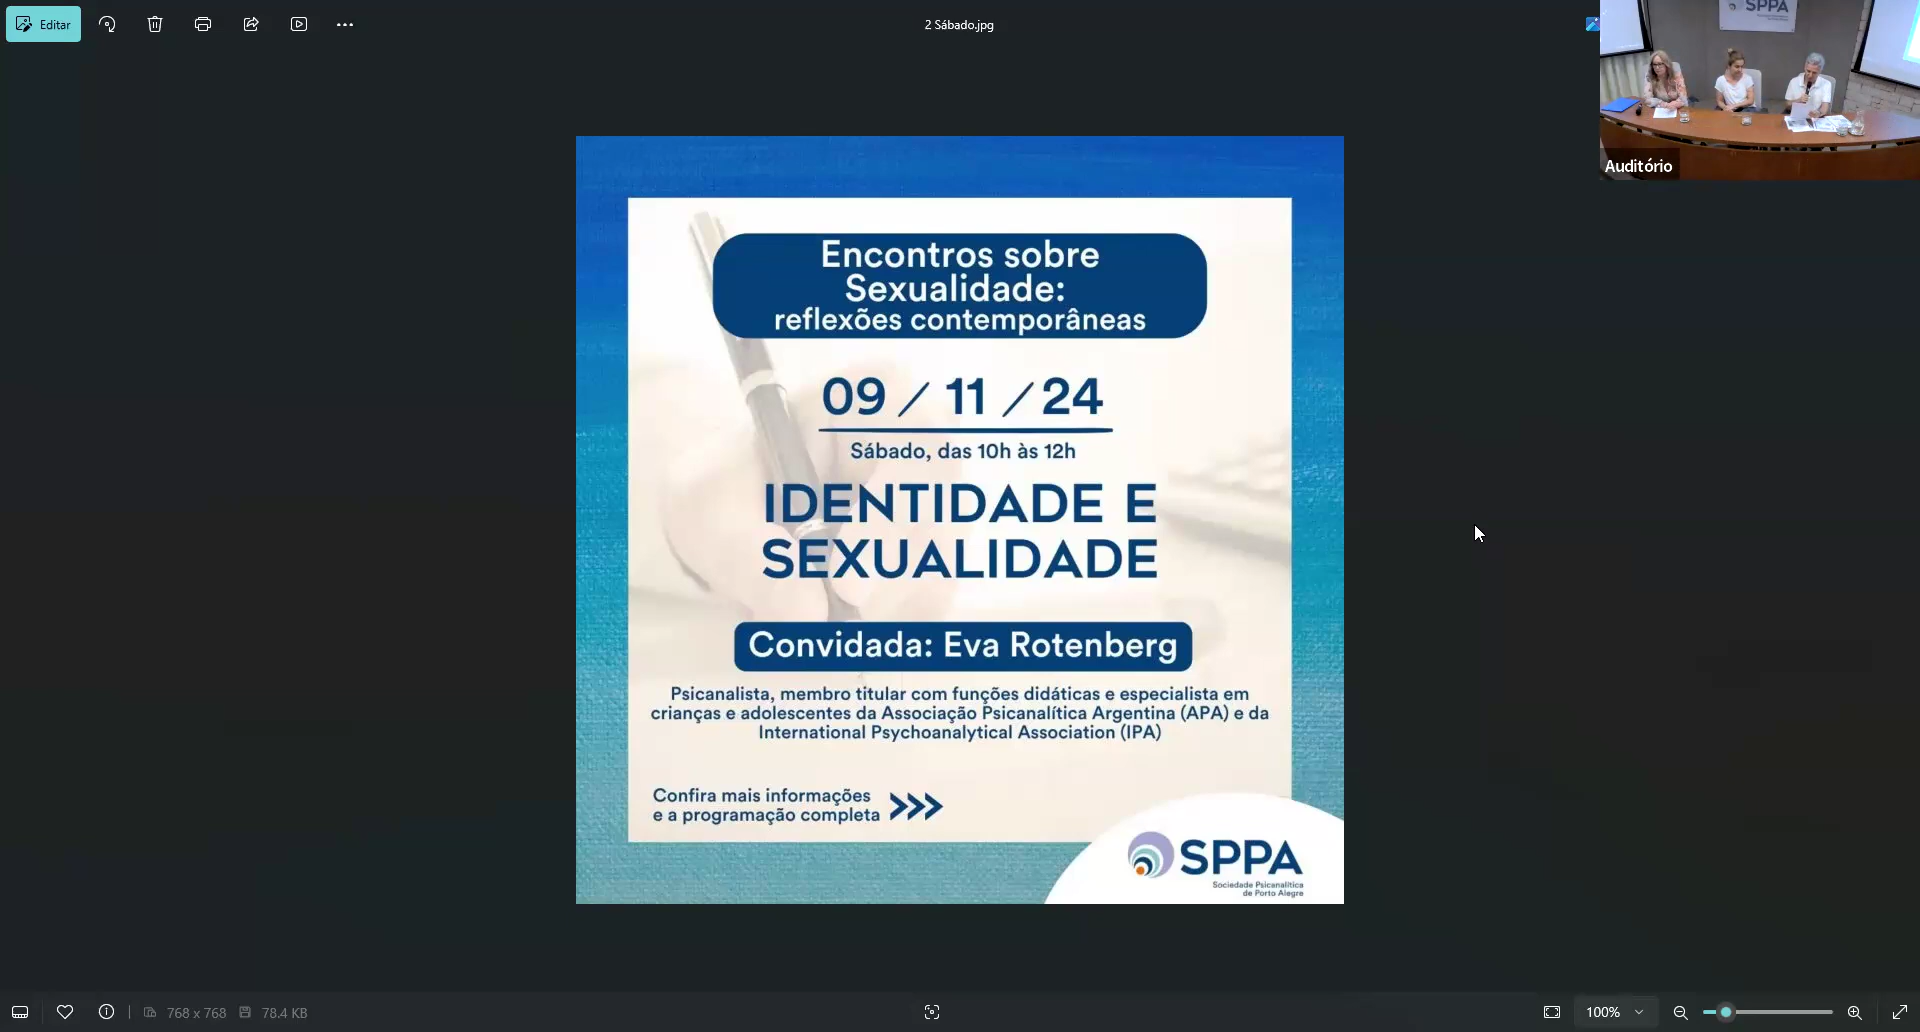 Editar
2 Sábado.jpg
SPPA
Auditório
Encontros sobre
Sexualidade:
reflexões contemporâneas
09 / 11 / 24
Sábado, das 10h às 12h
IDENTIDADE E
SEXUALIDADE
Convidada: Eva Rotenberg
Psicanalista, membro titular com funções didáticas e especialista em
crianças e adolescentes da Associação Psicanalítica Argentina (APA) e da
International Psychoanalytical Association (IPA)
Confira mais informações
e a programação completa
SPPA
Sociedade Psicanalítica
de Porto Alegre
768 x 768
78.4 KB
100%